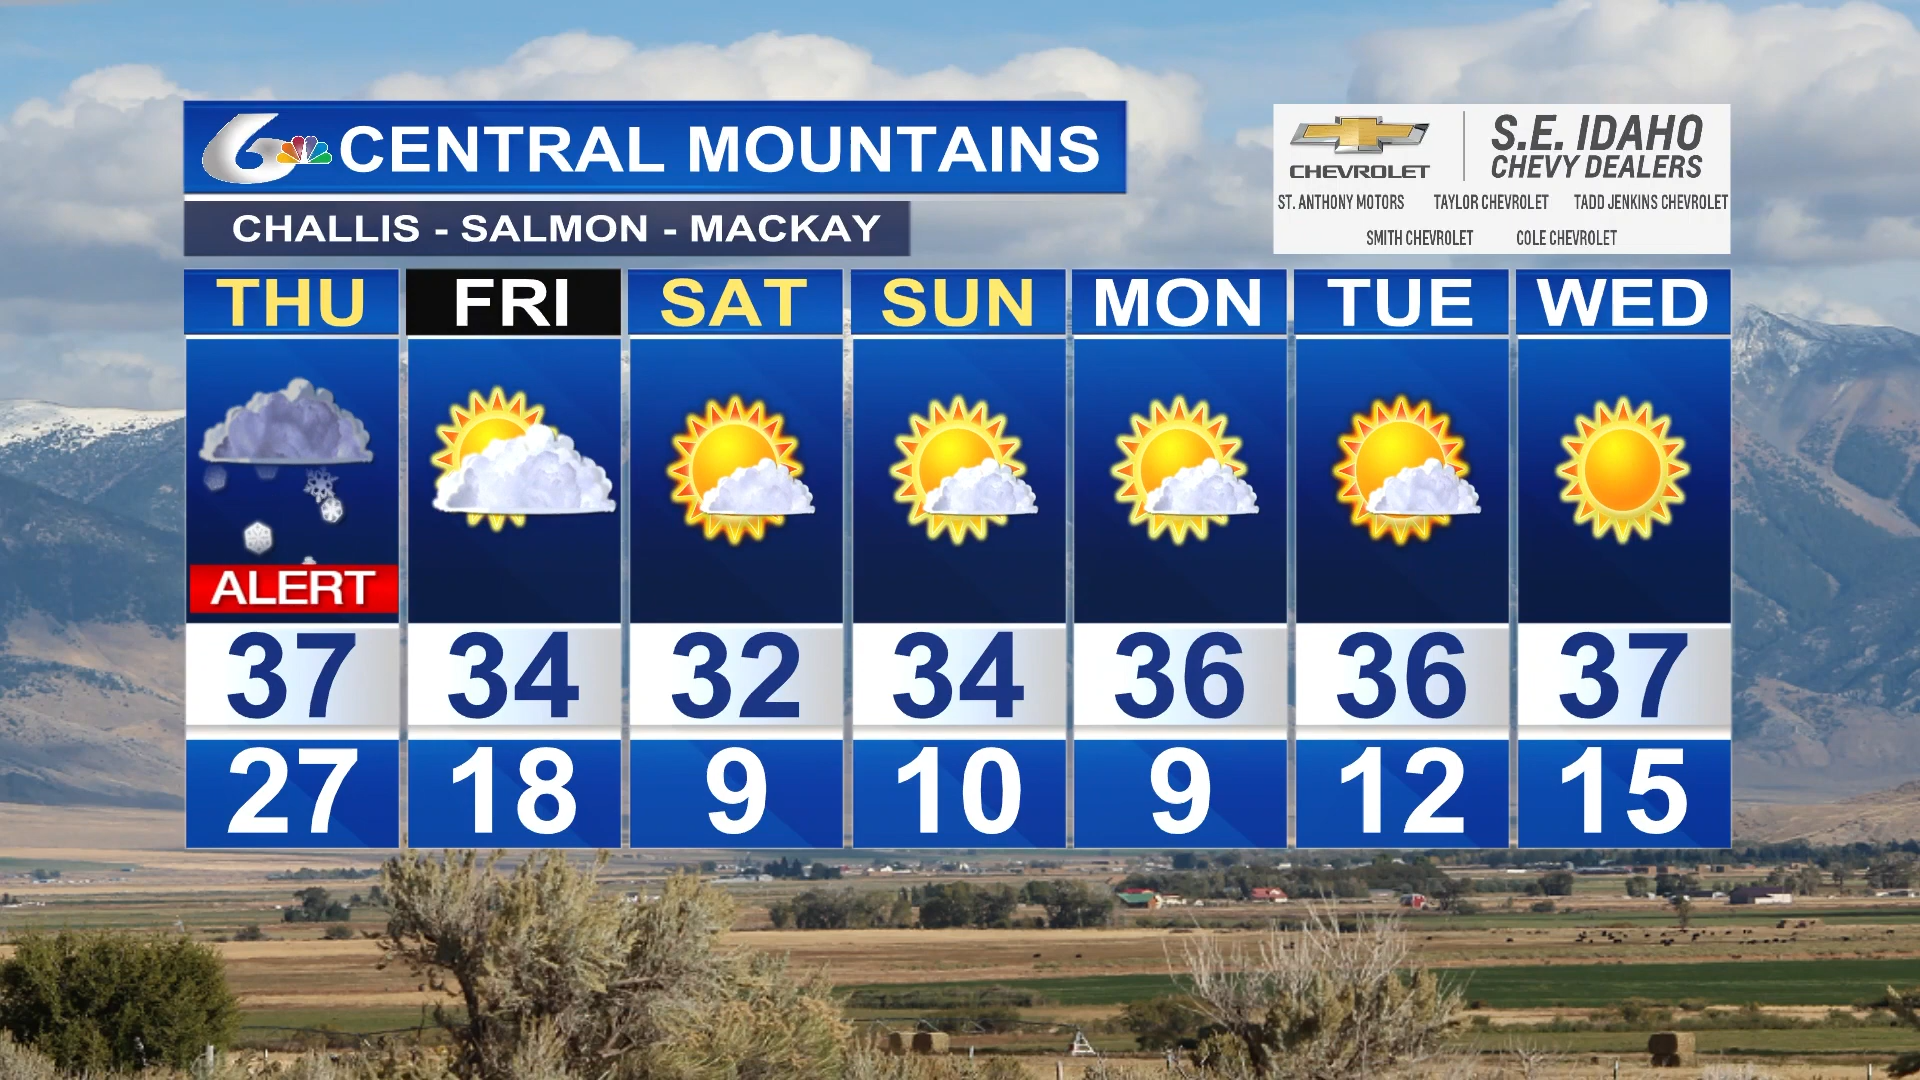 6 CENTRAL MOUNTAINS
CHALLIS - SALMON - MACKAY
CHEVROLET
S.E. IDAHO
CHEVY DEALERS
ST. ANTHONY MOTORS TAYLOR CHEVROLET TADD JENKINS CHEVROLET
SMITH CHEVROLET COLE CHEVROLET
THU FRI SAT SUN MON TUE WED
ALERT
37 34 32 34 36 36 37
27 18 9 10 9 12 15